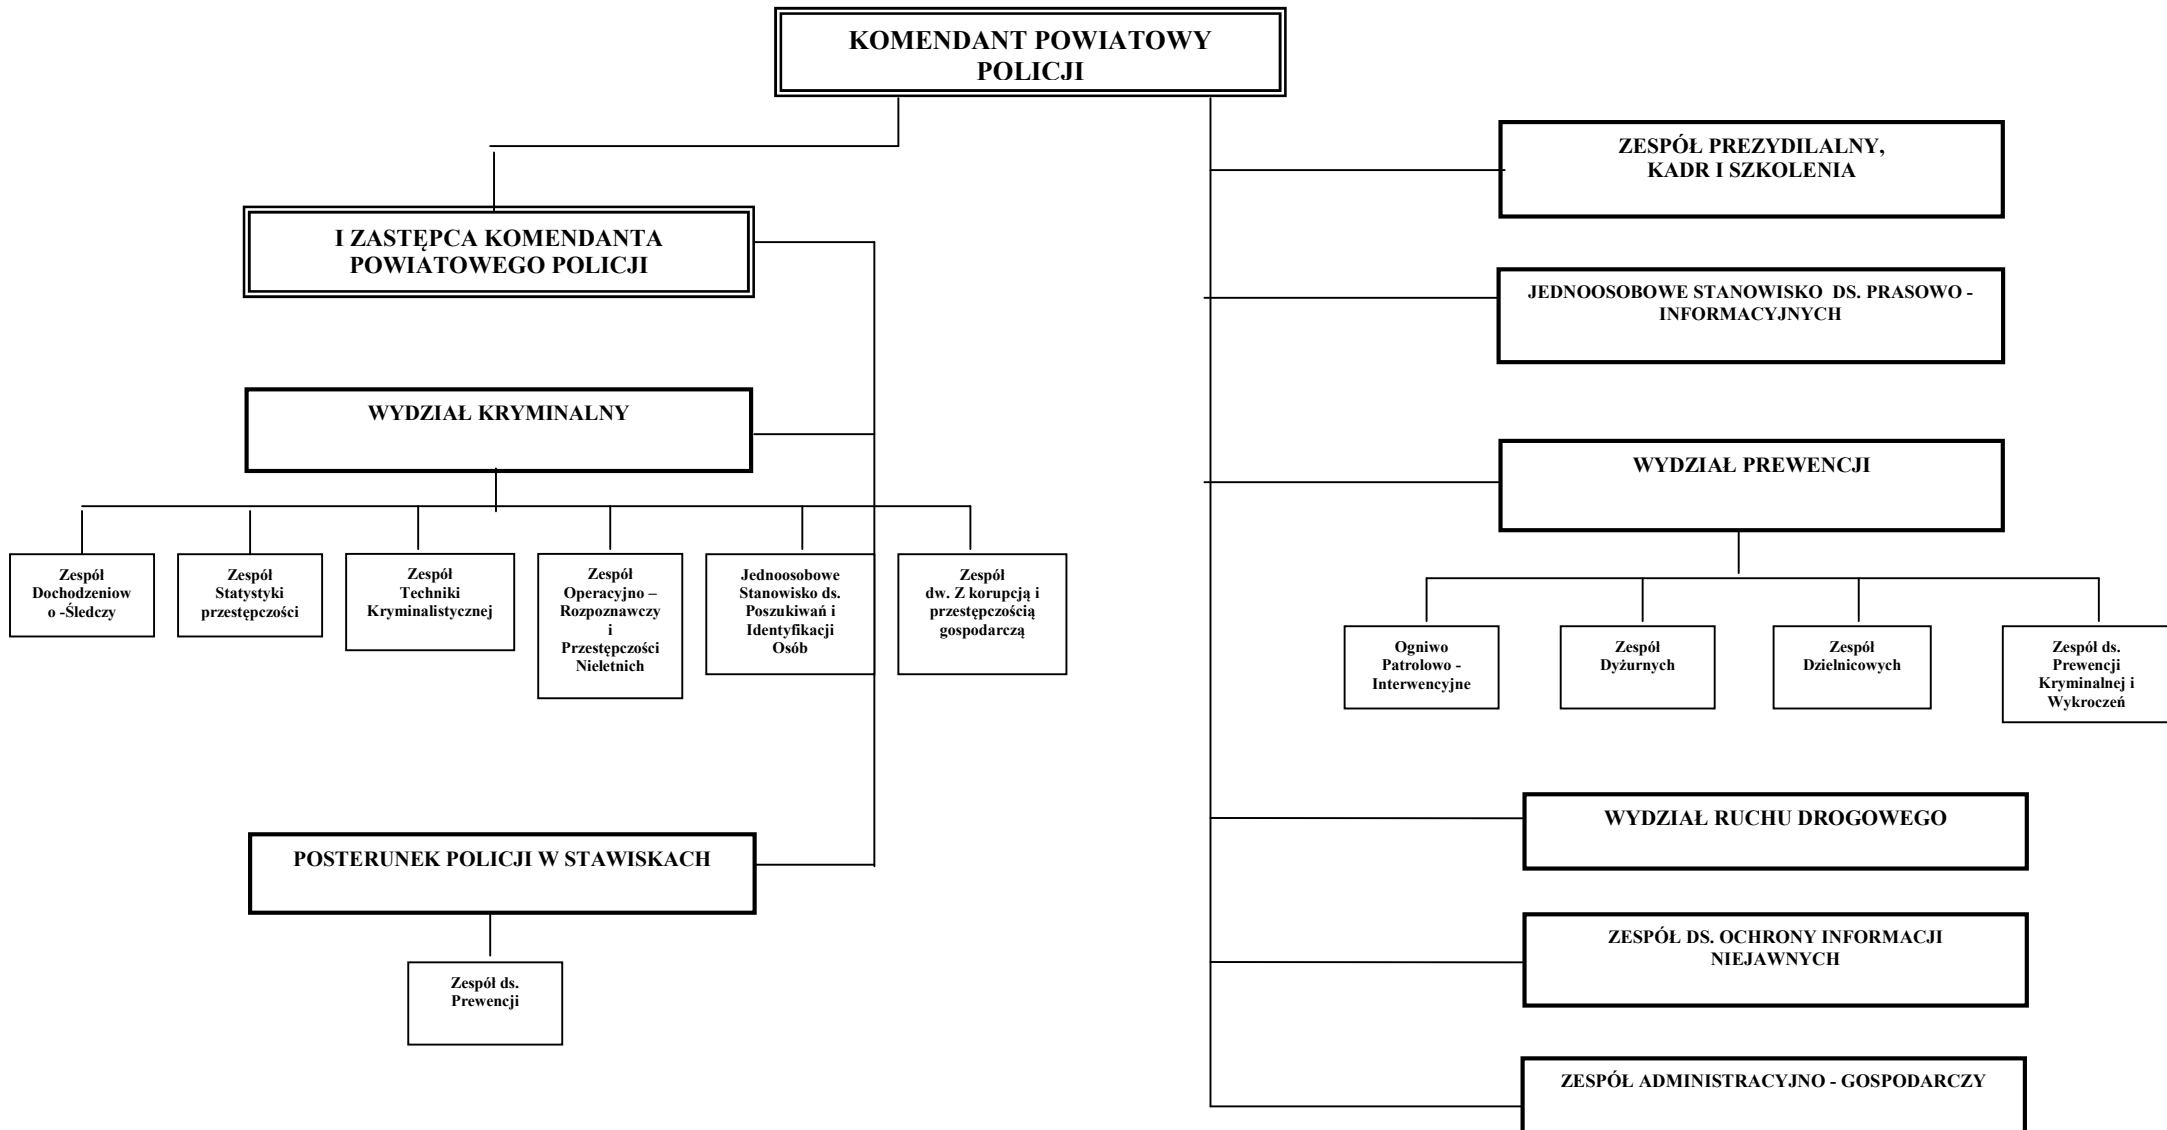 KOMENDANT POWIATOWY
POLICJI
ZESPÓŁ PREZYDILALNY,
KADR I SZKOLENIA
I ZASTĘPCA KOMENDANTA
POWIATOWEGO POLICJI
JEDNOOSOBOWE STANOWISKO DS. PRASOWO -
INFORMACYJNYCH
WYDZIAŁ KRYMINALNY
WYDZIAŁ PREWENCJI
Zespół
Dochodzeniow
o -Śledczy
Zespół
Statystyki
przestępczości
Zespół
Techniki
Kryminalistycznej
Zespół
Operacyjno –
Rozpoznawczy
i
Przestępczości
Nieletnich
Jednoosobowe
Stanowisko ds.
Poszukiwań i
Identyfikacji
Osób
Zespół
dw. Z korupcją i
przestępczością
gospodarczą
Ogniwo
Patrolowo -
Interwencyjne
Zespół
Dyżurnych
Zespół
Dzielnicowych
Zespół ds.
Prewencji
Kryminalnej i
Wykroczeń
WYDZIAŁ RUCHU DROGOWEGO
POSTERUNEK POLICJI W STAWISKACH
ZESPÓŁ DS. OCHRONY INFORMACJI
NIEJAWNYCH
Zespół ds.
Prewencji
ZESPÓŁ ADMINISTRACYJNO - GOSPODARCZY